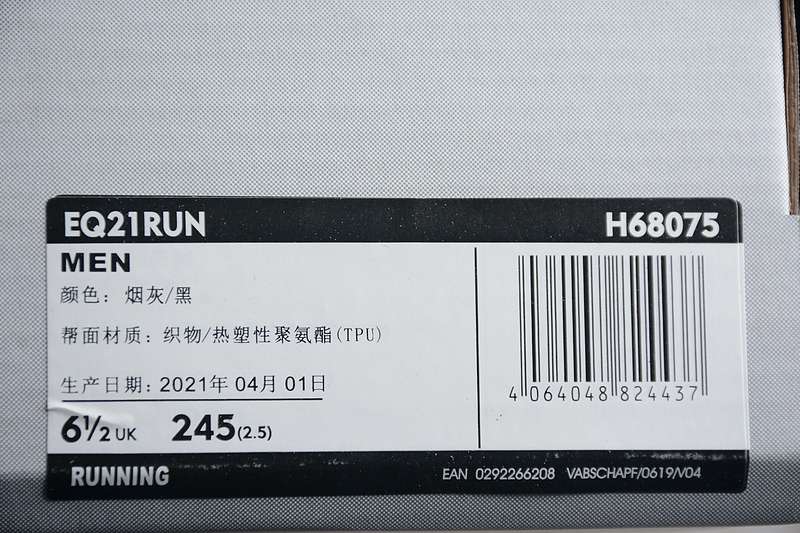 EQ21RUN H68075
MEN
颜色：烟灰/黑
帮面材质：织物/热塑性聚氨酯(TPU)
生产日期：2021年 04月 01日
6½ UK 245(2.5)
4 064048 824437
RUNNING EAN 0292266208 VABSCHAPF/0619/V04